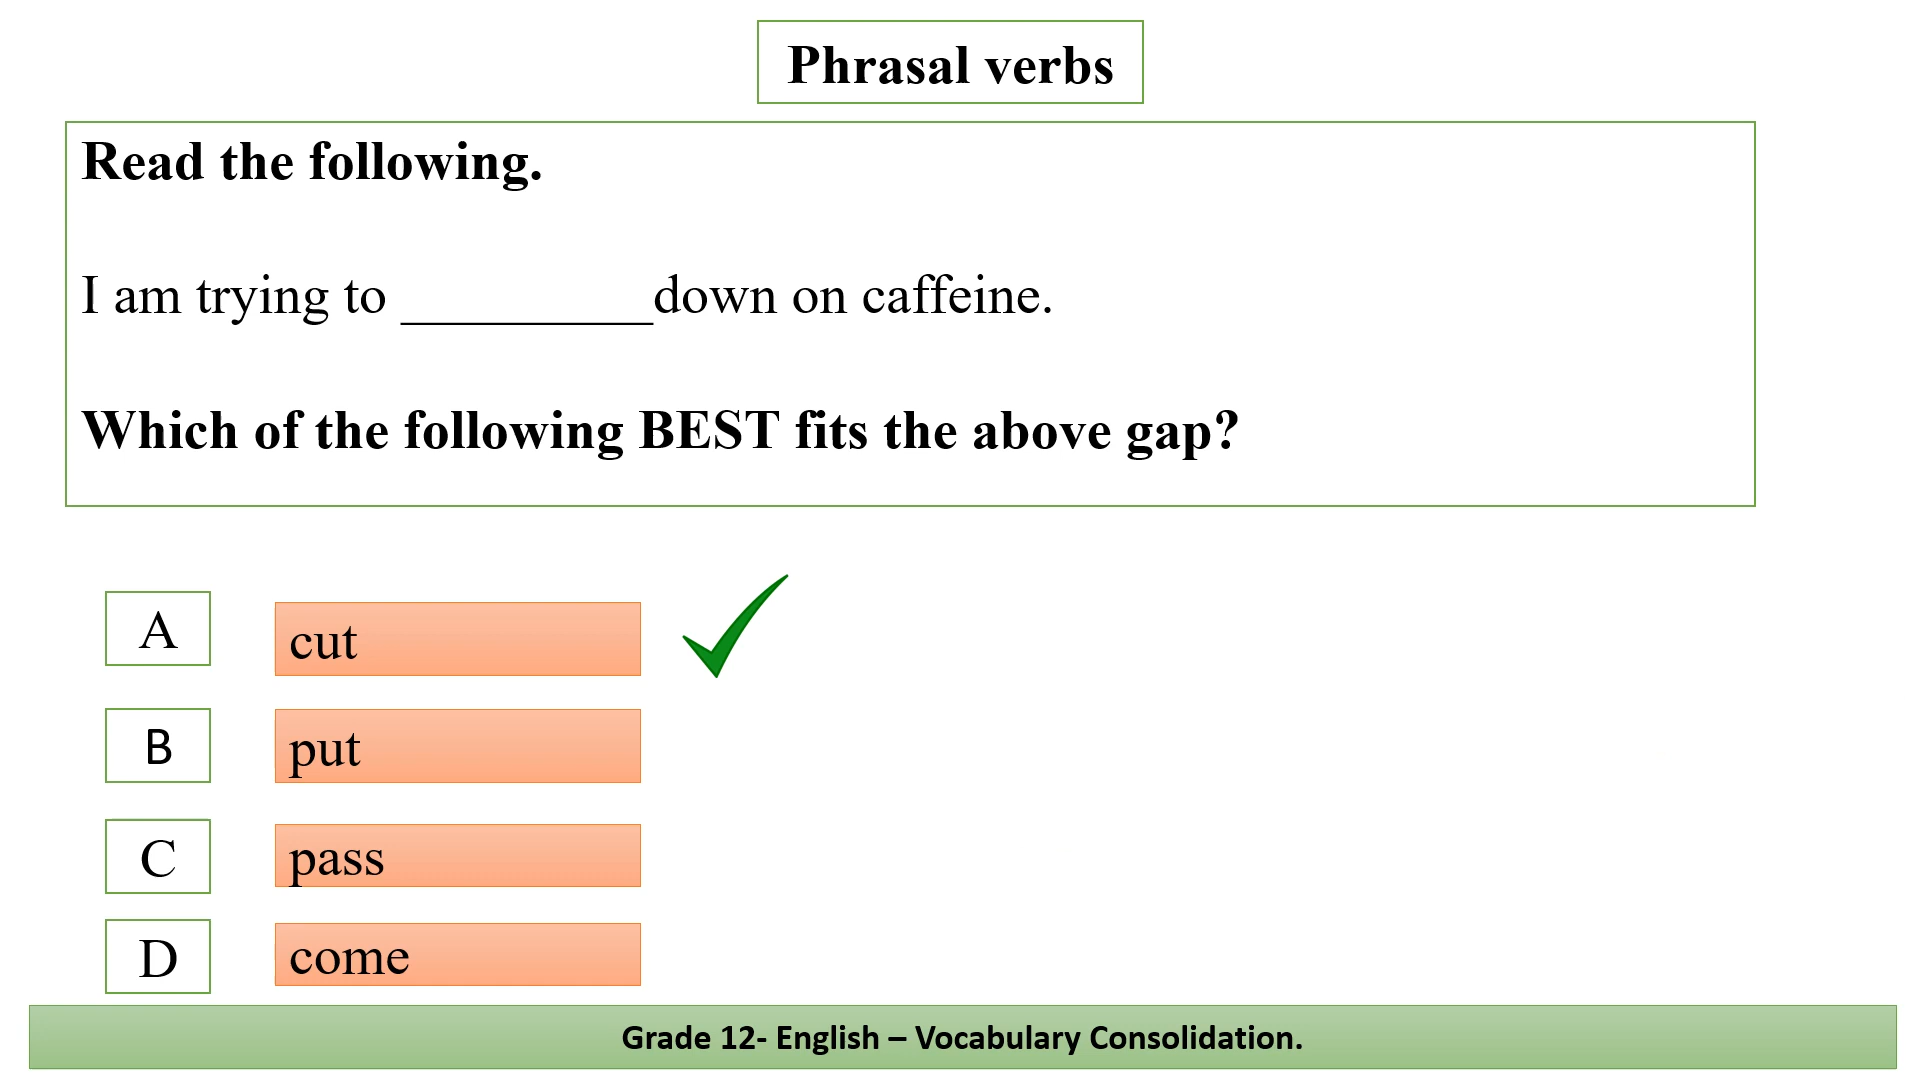 Phrasal verbs
Read the following.
I am trying to _________down on caffeine.
Which of the following BEST fits the above gap?
A cut
B put
C pass
D come
Grade 12- English – Vocabulary Consolidation.